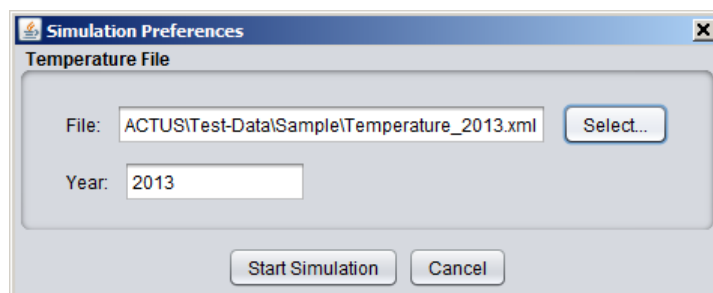 Simulation Preferences
Temperature File
File: ACTUS\Test-Data\Sample\Temperature_2013.xml Select...
Year: 2013
Start Simulation Cancel